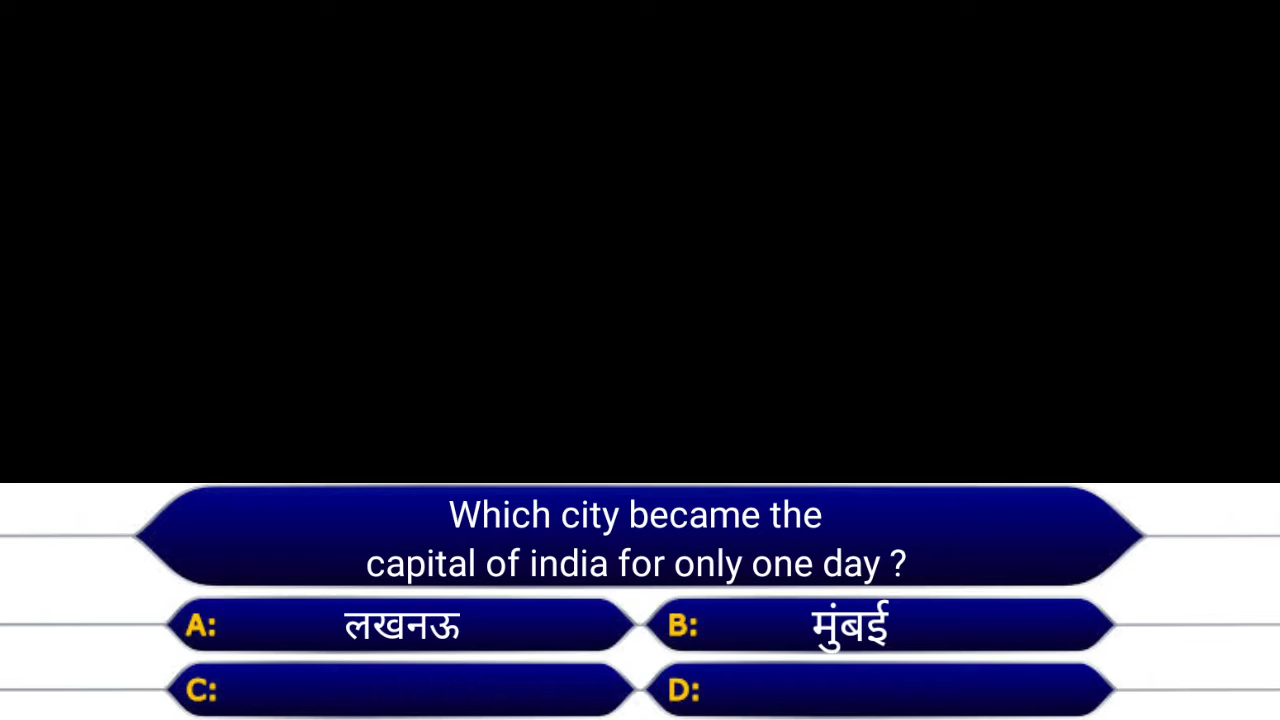 Which city became the
capital of india for only one day ?
A: लखनऊ
B: मुंबई
C:
D: